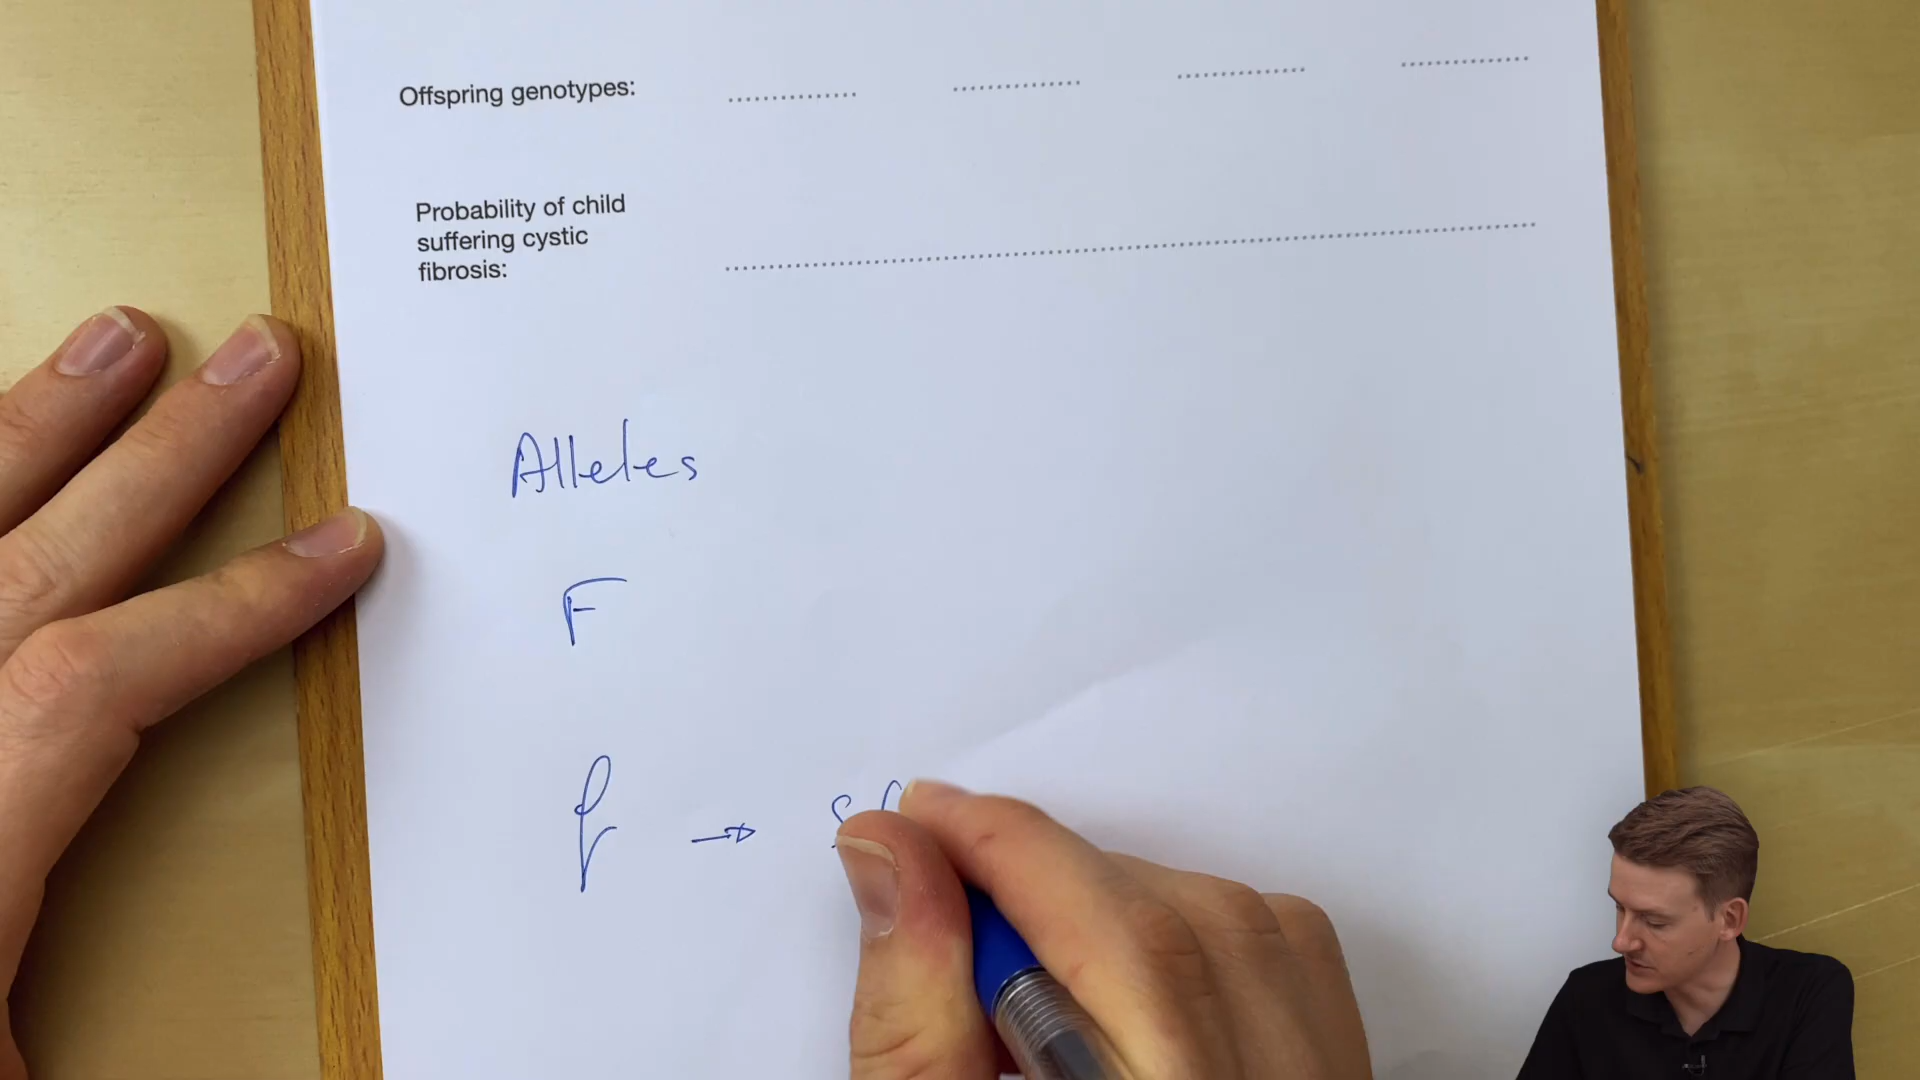 Offspring genotypes: ............... ............... ............... ...............
Probability of child
suffering cystic
fibrosis: ....................................................................................................
Alleles
F
f →